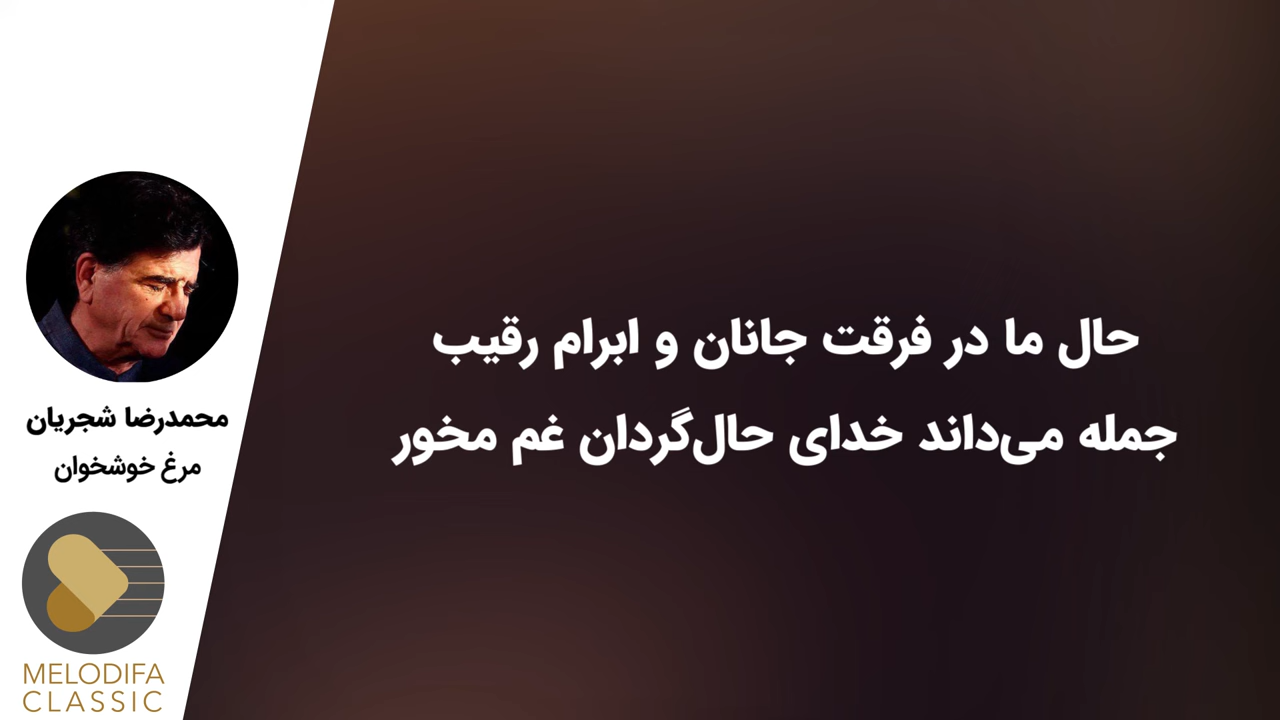 حال ما در فرقت جانان و ابرام رقیب
جمله می‌داند خدای حال‌گردان غم مخور
محمدرضا شجریان
مرغ خوشخوان
MELODIFA
CLASSIC